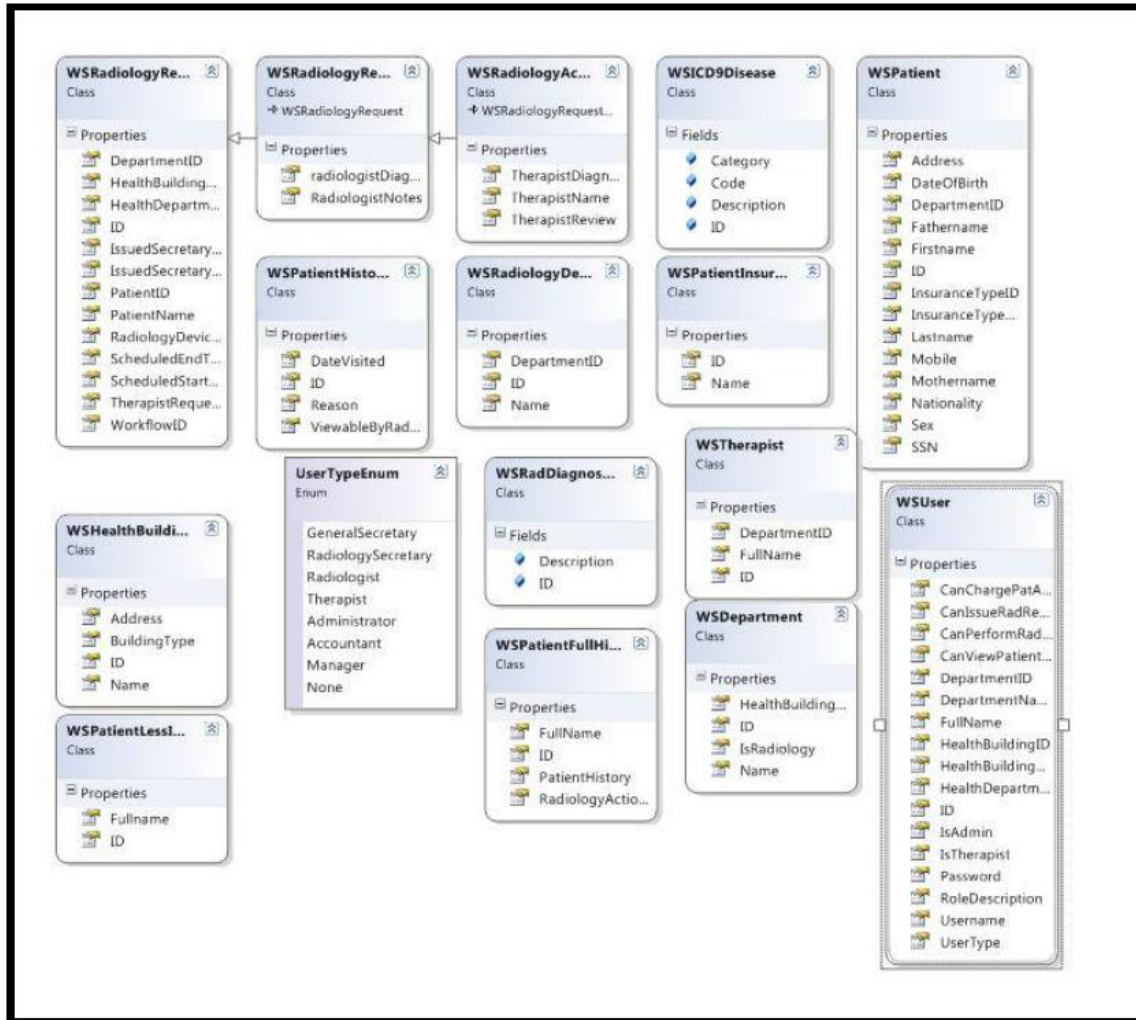 WSRadiologyRe...
Class
Properties
DepartmentID
HealthBuilding...
HealthDepartm...
ID
IssuedSecretary...
IssuedSecretary...
PatientID
PatientName
RadiologyDevic...
ScheduledEndT...
ScheduledStart...
TherapistReque...
WorkflowID
WSRadiologyRe...
Class
WSRadiologyRequest
Properties
radiologistDiag...
RadiologistNotes
WSRadiologyAc...
Class
WSRadiologyRequest...
Properties
TherapistDiagn...
TherapistName
TherapistReview
WSICD9Disease
Class
Fields
Category
Code
Description
ID
WSPatient
Class
Properties
Address
DateOfBirth
DepartmentID
Fathername
Firstname
ID
InsuranceTypeID
InsuranceType...
Lastname
Mobile
Mothername
Nationality
Sex
SSN
WSPatientHisto...
Class
Properties
DateVisited
ID
Reason
ViewableByRad...
WSRadiologyDe...
Class
Properties
DepartmentID
ID
Name
WSPatientInsur...
Class
Properties
ID
Name
WSHealthBuildi...
Class
Properties
Address
BuildingType
ID
Name
UserTypeEnum
Enum
GeneralSecretary
RadiologySecretary
Radiologist
Therapist
Administrator
Accountant
Manager
None
WSRadDiagnos...
Class
Fields
Description
ID
WSTherapist
Class
Properties
DepartmentID
FullName
ID
WSUser
Class
Properties
CanChargePatA...
CanIssueRadRe...
CanPerformRad...
CanViewPatient...
DepartmentID
DepartmentNa...
FullName
HealthBuildingID
HealthBuilding...
HealthDepartm...
ID
IsAdmin
IsTherapist
Password
RoleDescription
Username
UserType
WSPatientLessI...
Class
Properties
Fullname
ID
WSPatientFullHi...
Class
Properties
FullName
ID
PatientHistory
RadiologyActio...
WSDepartment
Class
Properties
HealthBuilding...
ID
IsRadiology
Name